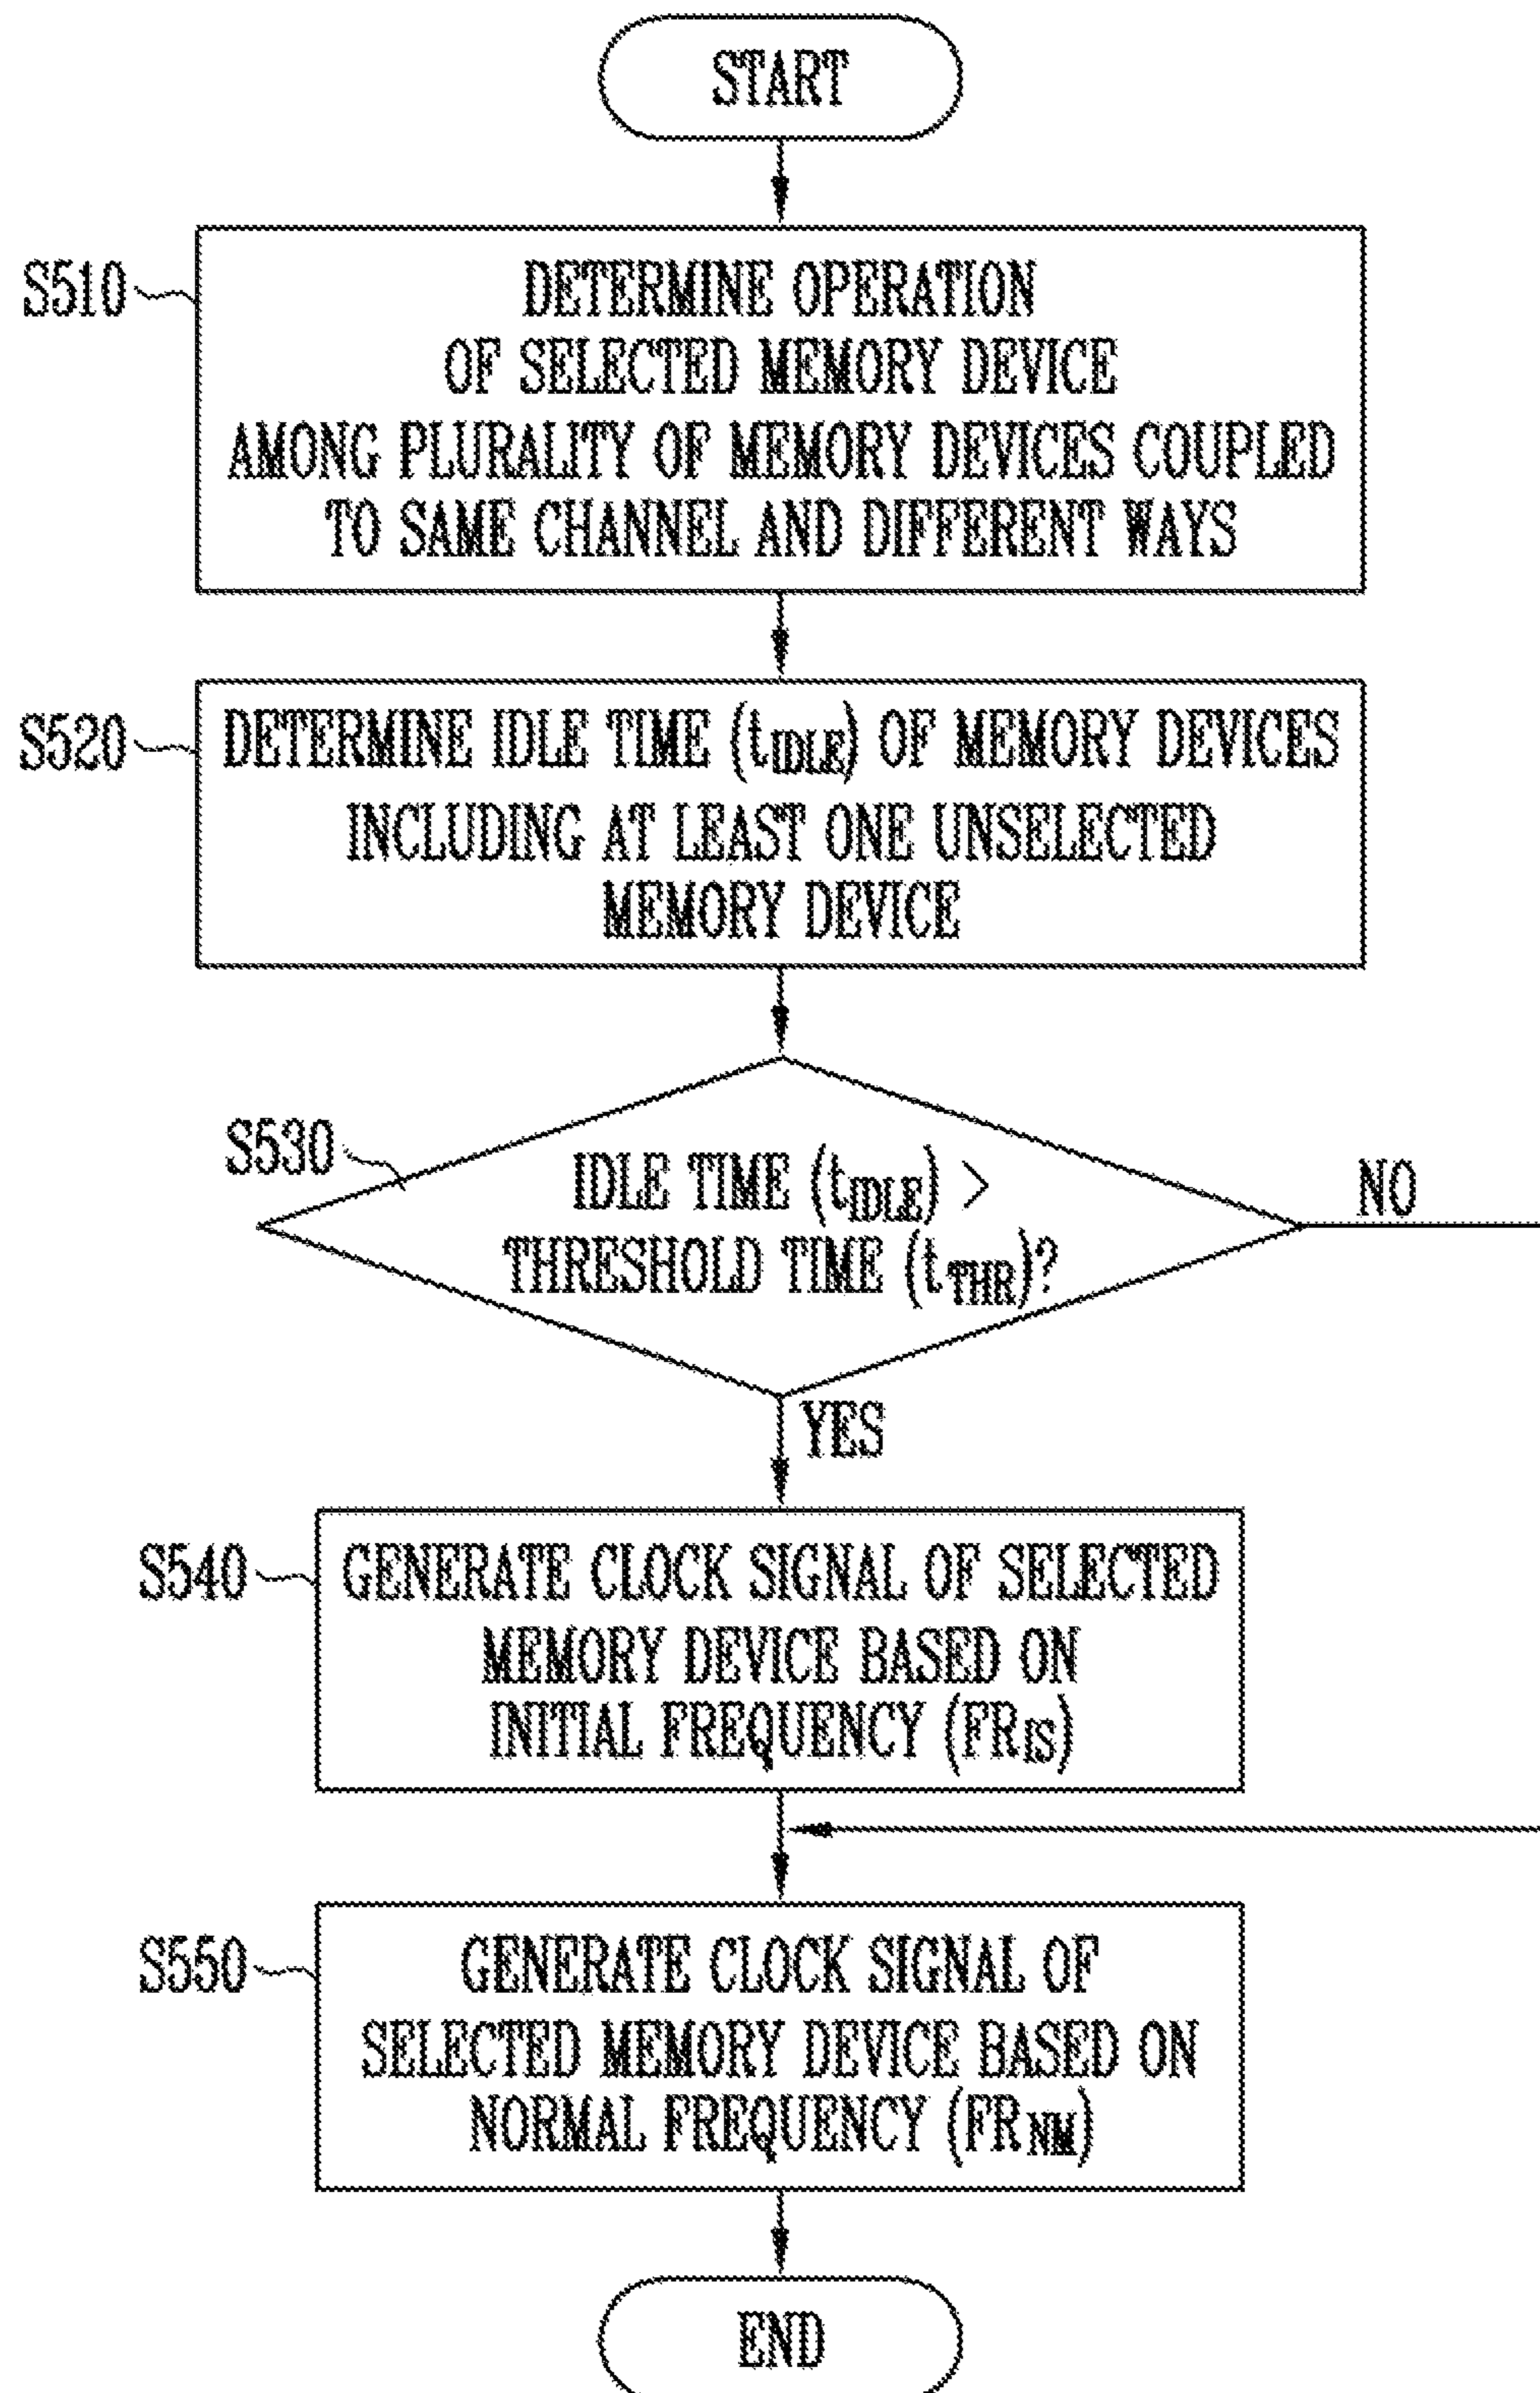 START
S510
DETERMINE OPERATION
OF SELECTED MEMORY DEVICE
AMONG PLURALITY OF MEMORY DEVICES COUPLED
TO SAME CHANNEL AND DIFFERENT WAYS
S520
DETERMINE IDLE TIME (tIDLE) OF MEMORY DEVICES
INCLUDING AT LEAST ONE UNSELECTED
MEMORY DEVICE
S530
IDLE TIME (tIDLE) >
THRESHOLD TIME (tTHR)?
NO
YES
S540
GENERATE CLOCK SIGNAL OF SELECTED
MEMORY DEVICE BASED ON
INITIAL FREQUENCY (FRIS)
S550
GENERATE CLOCK SIGNAL OF
SELECTED MEMORY DEVICE BASED ON
NORMAL FREQUENCY (FRNM)
END